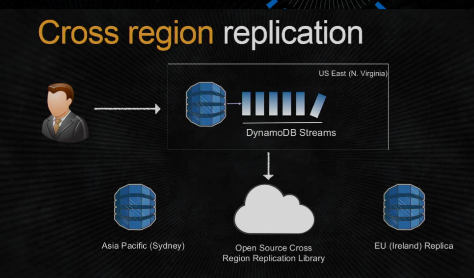 Cross region replication
US East (N. Virginia)
DynamoDB Streams
Asia Pacific (Sydney)
Open Source Cross
Region Replication Library
EU (Ireland) Replica